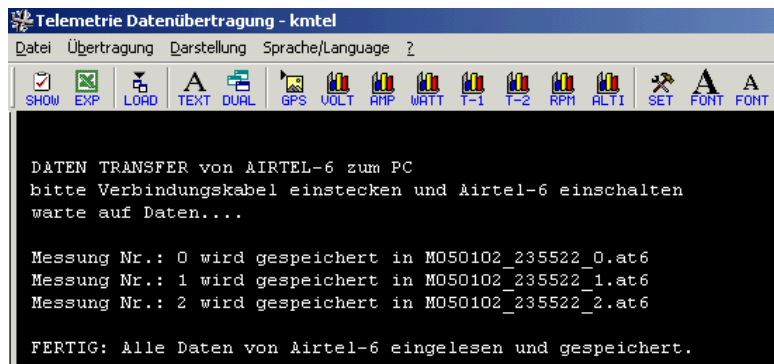 Telemetrie Datenübertragung - kmtel
Datei Übertragung Darstellung Sprache/Language ?
SHOW EXP LOAD A TEXT DUAL GPS VOLT AMP WATT T-1 T-2 RPM ALTI SET A FONT A FONT
DATEN TRANSFER von AIRTEL-6 zum PC
bitte Verbindungskabel einstecken und Airtel-6 einschalten
warte auf Daten....
Messung Nr.: 0 wird gespeichert in M050102_235522_0.at6
Messung Nr.: 1 wird gespeichert in M050102_235522_1.at6
Messung Nr.: 2 wird gespeichert in M050102_235522_2.at6
FERTIG: Alle Daten von Airtel-6 eingelesen und gespeichert.